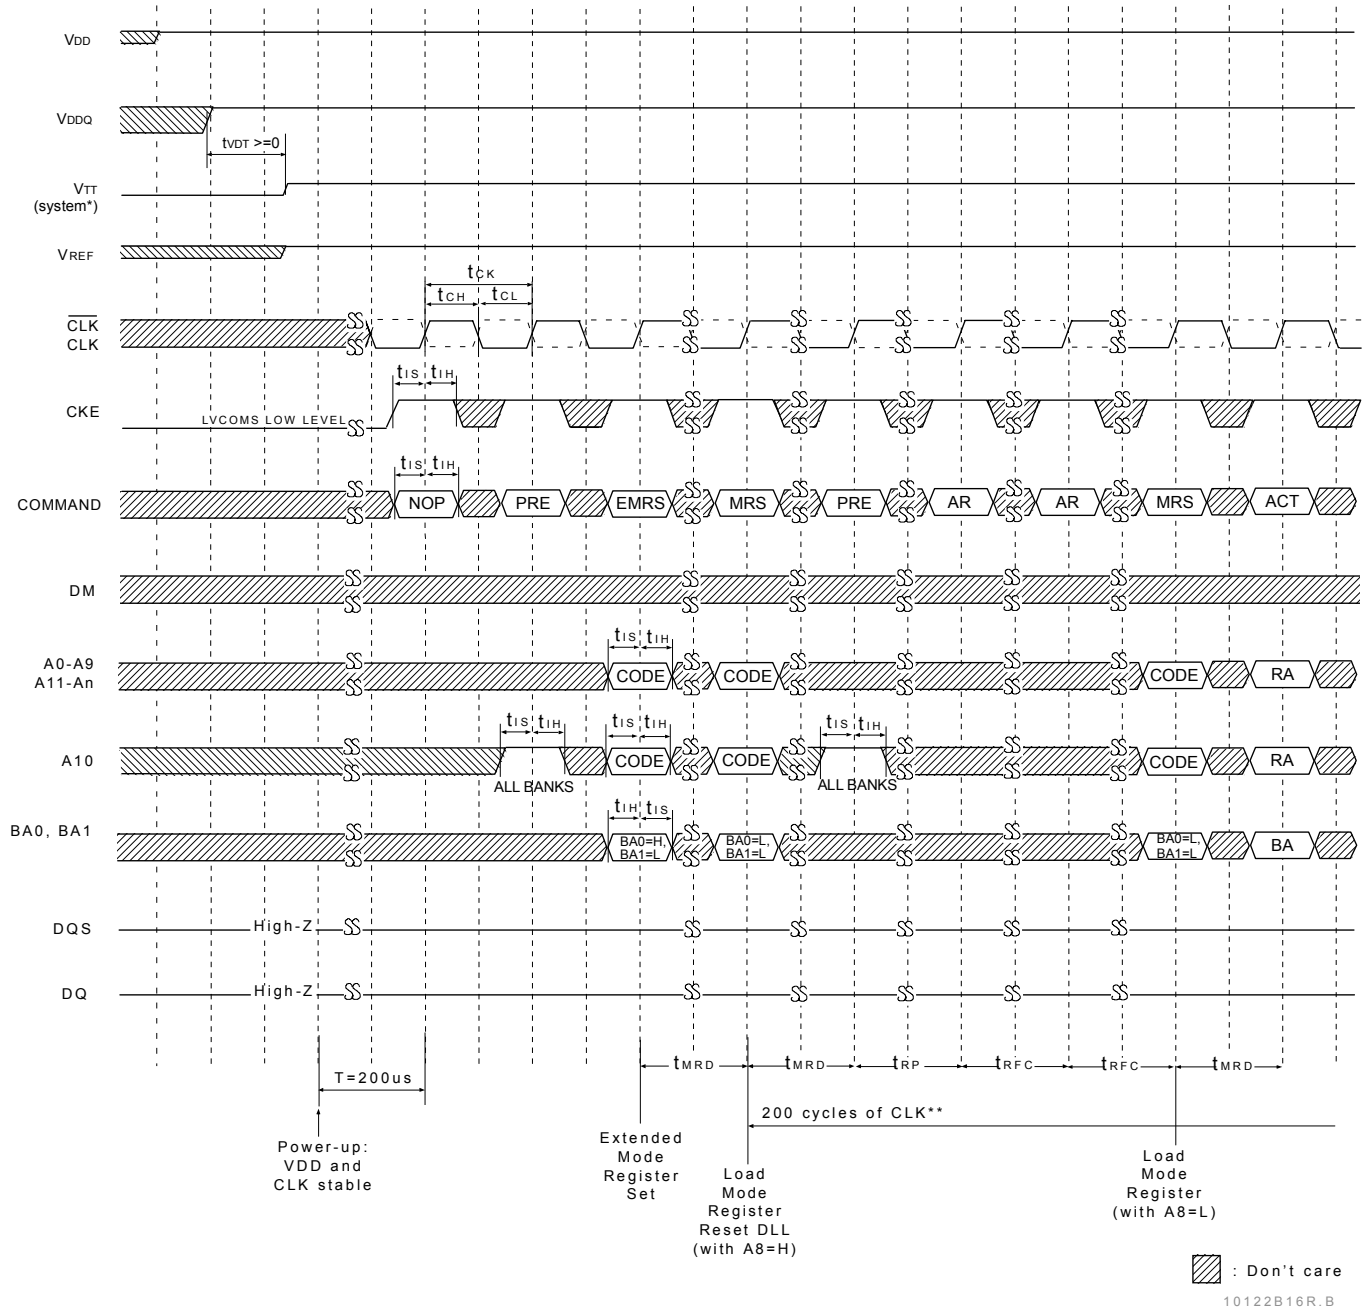 VDD
VDDQ
tVDT >=0
VTT
(system*)
VREF
tCK
tCH tCL
CLK
CLK
tIS tIH
CKE
LVCOMS LOW LEVEL
tIS tIH
COMMAND NOP PRE EMRS MRS PRE AR AR MRS ACT
DM
tIS tIH
A0-A9
A11-An
CODE CODE CODE RA
tIS tIH tIS tIH tIS tIH
A10 CODE CODE CODE RA
ALL BANKS ALL BANKS
tIH tIS
BA0, BA1
BA0=H, BA0=L, BA0=L,
BA1=L BA1=L BA1=L BA
DQS High-Z
DQ High-Z
tMRD tMRD tRP tRFC tRFC tMRD
T=200us
200 cycles of CLK**
Power-up:
VDD and
CLK stable
Extended
Mode
Register
Set
Load
Mode
Register
Reset DLL
(with A8=H)
Load
Mode
Register
(with A8=L)
: Don't care
10122B16R.B